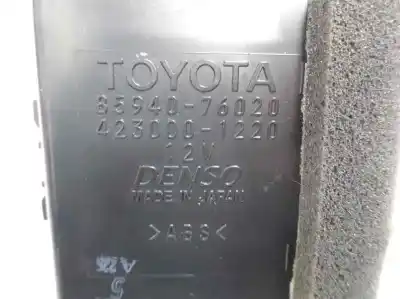 TOYOTA
85940-76020
423000-1220
12V
DENSO
MADE IN JAPAN
>ABS<